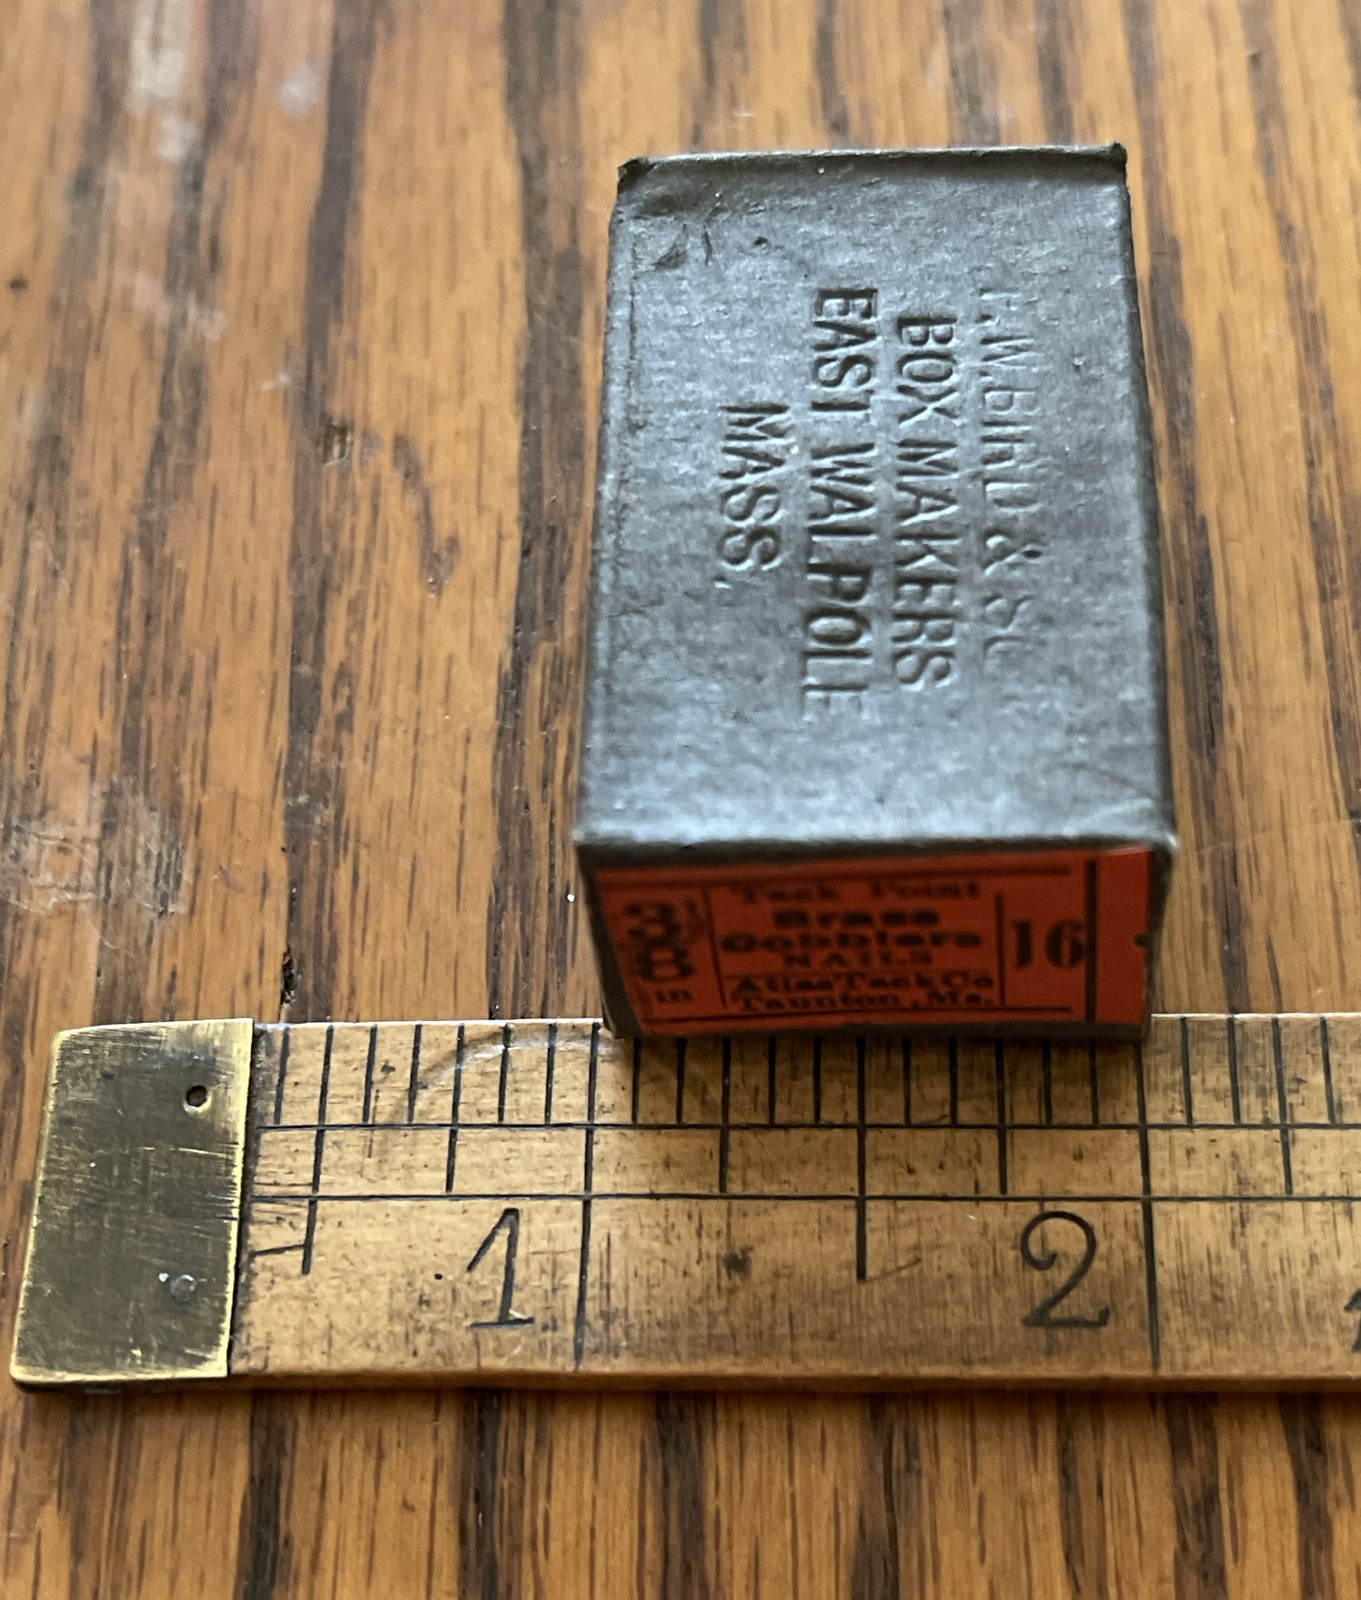 F.W. BIRD & SO
BOX MAKERS
EAST WALPOLE
MASS.
3/8
in
Tack Point
Brass
Cobblers
NAILS
Atlas Tack Co
Taunton, Ms.
16
1
2